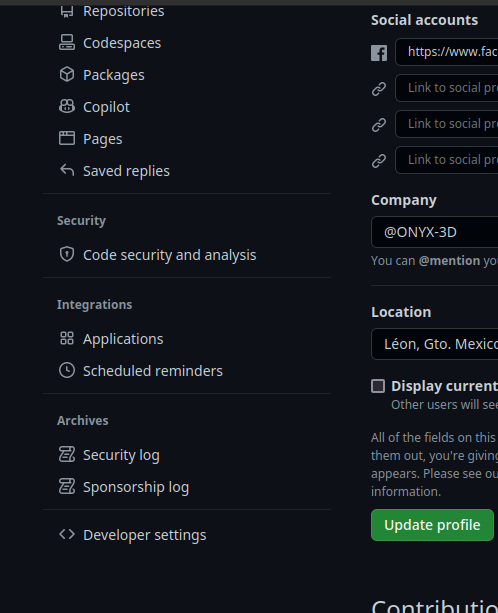 Repositories
Codespaces
Packages
Copilot
Pages
Saved replies
Security
Code security and analysis
Integrations
Applications
Scheduled reminders
Archives
Security log
Sponsorship log
Developer settings
Social accounts
https://www.fac
Link to social pr
Link to social pr
Link to social pr
Company
@ONYX-3D
You can @mention yo
Location
Léon, Gto. Mexico
Display current
Other users will see
All of the fields on this
them out, you're giving
appears. Please see ou
information.
Update profile
Contributio